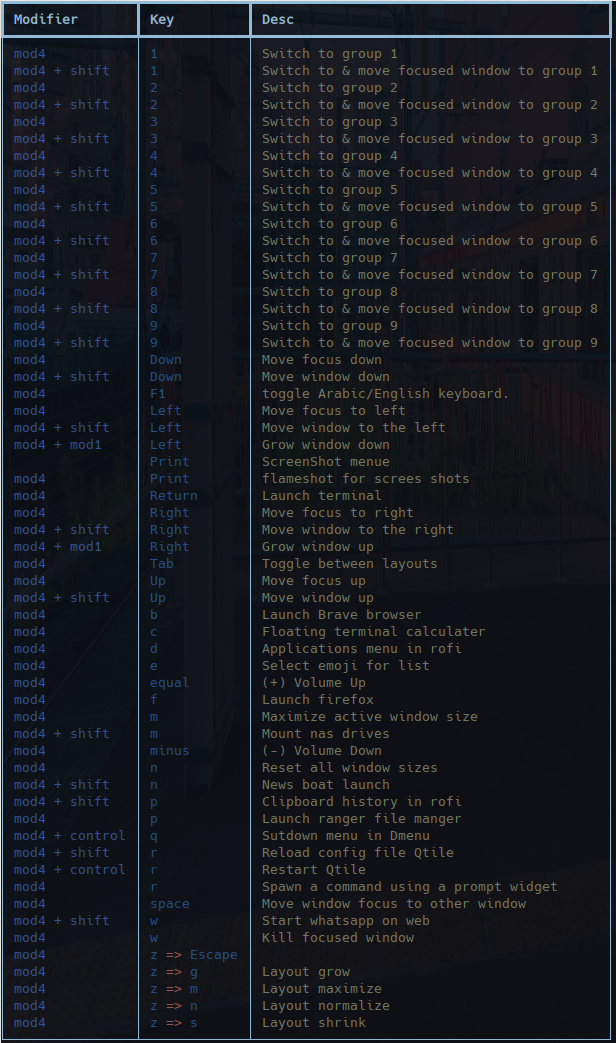 Modifier Key Desc
mod4 1 Switch to group 1
mod4 + shift 1 Switch to & move focused window to group 1
mod4 2 Switch to group 2
mod4 + shift 2 Switch to & move focused window to group 2
mod4 3 Switch to group 3
mod4 + shift 3 Switch to & move focused window to group 3
mod4 4 Switch to group 4
mod4 + shift 4 Switch to & move focused window to group 4
mod4 5 Switch to group 5
mod4 + shift 5 Switch to & move focused window to group 5
mod4 6 Switch to group 6
mod4 + shift 6 Switch to & move focused window to group 6
mod4 7 Switch to group 7
mod4 + shift 7 Switch to & move focused window to group 7
mod4 8 Switch to group 8
mod4 + shift 8 Switch to & move focused window to group 8
mod4 9 Switch to group 9
mod4 + shift 9 Switch to & move focused window to group 9
mod4 Down Move focus down
mod4 + shift Down Move window down
mod4 F1 toggle Arabic/English keyboard.
mod4 Left Move focus to left
mod4 + shift Left Move window to the left
mod4 + mod1 Left Grow window down
Print ScreenShot menue
mod4 Print flameshot for screes shots
mod4 Return Launch terminal
mod4 Right Move focus to right
mod4 + shift Right Move window to the right
mod4 + mod1 Right Grow window up
mod4 Tab Toggle between layouts
mod4 Up Move focus up
mod4 + shift Up Move window up
mod4 b Launch Brave browser
mod4 c Floating terminal calculater
mod4 d Applications menu in rofi
mod4 e Select emoji for list
mod4 equal (+) Volume Up
mod4 f Launch firefox
mod4 m Maximize active window size
mod4 + shift m Mount nas drives
mod4 minus (-) Volume Down
mod4 n Reset all window sizes
mod4 + shift n News boat launch
mod4 + shift p Clipboard history in rofi
mod4 p Launch ranger file manger
mod4 + control q Sutdown menu in Dmenu
mod4 + shift r Reload config file Qtile
mod4 + control r Restart Qtile
mod4 r Spawn a command using a prompt widget
mod4 space Move window focus to other window
mod4 + shift w Start whatsapp on web
mod4 w Kill focused window
mod4 z => Escape
mod4 z => g Layout grow
mod4 z => m Layout maximize
mod4 z => n Layout normalize
mod4 z => s Layout shrink